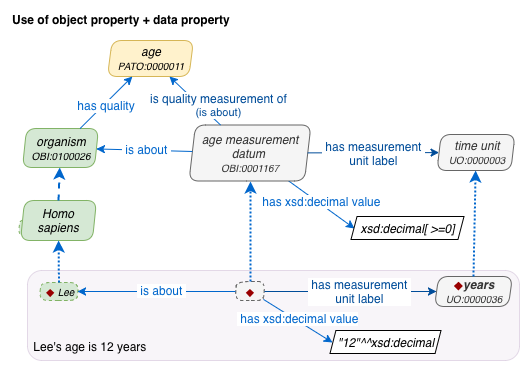 Use of object property + data property
age
PATO:0000011
has quality
is quality measurement of
(is about)
organism
OBI:0100026
is about
age measurement
datum
OBI:0001167
has measurement
unit label
time unit
UO:0000003
has xsd:decimal value
xsd:decimal[ >=0]
Homo
sapiens
Lee
is about
has measurement
unit label
years
UO:0000036
has xsd:decimal value
"12"^^xsd:decimal
Lee's age is 12 years